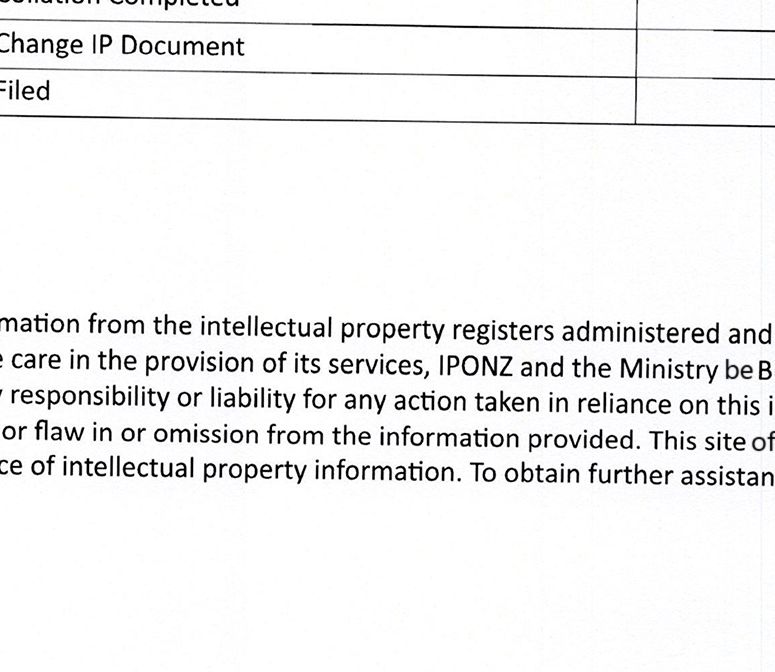 Completed
Change IP Document
Filed
mation from the intellectual property registers administered and
care in the provision of its services, IPONZ and the Ministry be B
responsibility or liability for any action taken in reliance on this i
or flaw in or omission from the information provided. This site of
ce of intellectual property information. To obtain further assistan